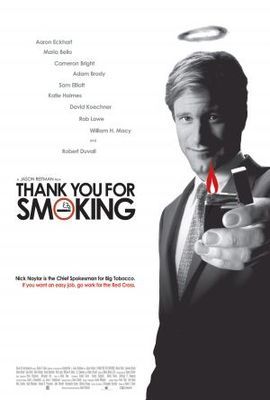 Aaron Eckhart
Maria Bello
Cameron Bright
Adam Brody
Sam Elliott
Katie Holmes
David Koechner
Rob Lowe
William H. Macy
and
Robert Duvall
A JASON REITMAN FILM
THANK YOU FOR
SMOKING
Nick Naylor is the Chief Spokesman for Big Tobacco.
If you want an easy job, go work for the Red Cross.